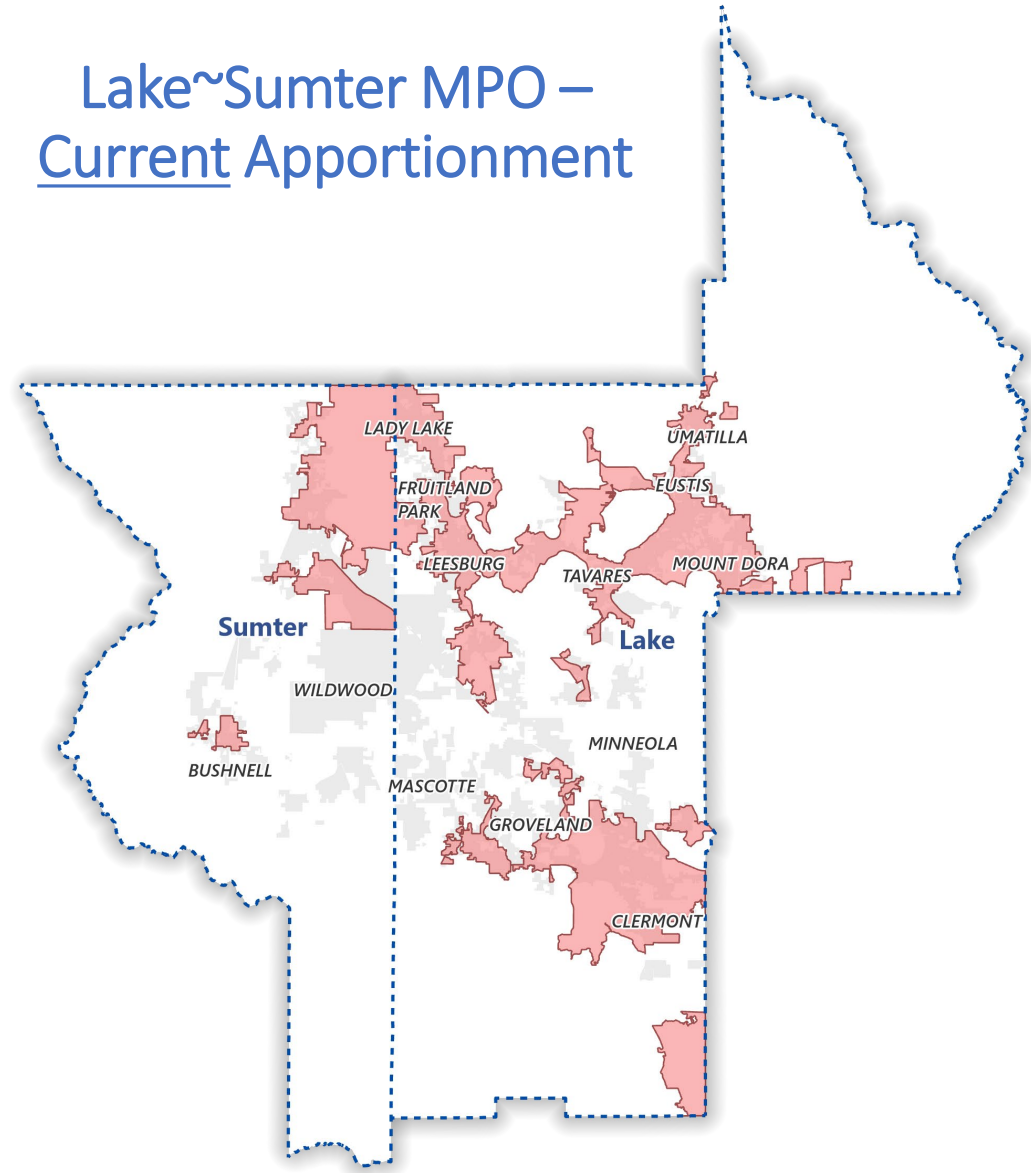 Lake~Sumter MPO –
Current Apportionment
LADY LAKE
UMATILLA
FRUITLAND
PARK
EUSTIS
LEESBURG
TAVARES
MOUNT DORA
Sumter
Lake
WILDWOOD
MINNEOLA
BUSHNELL
MASCOTTE
GROVELAND
CLERMONT